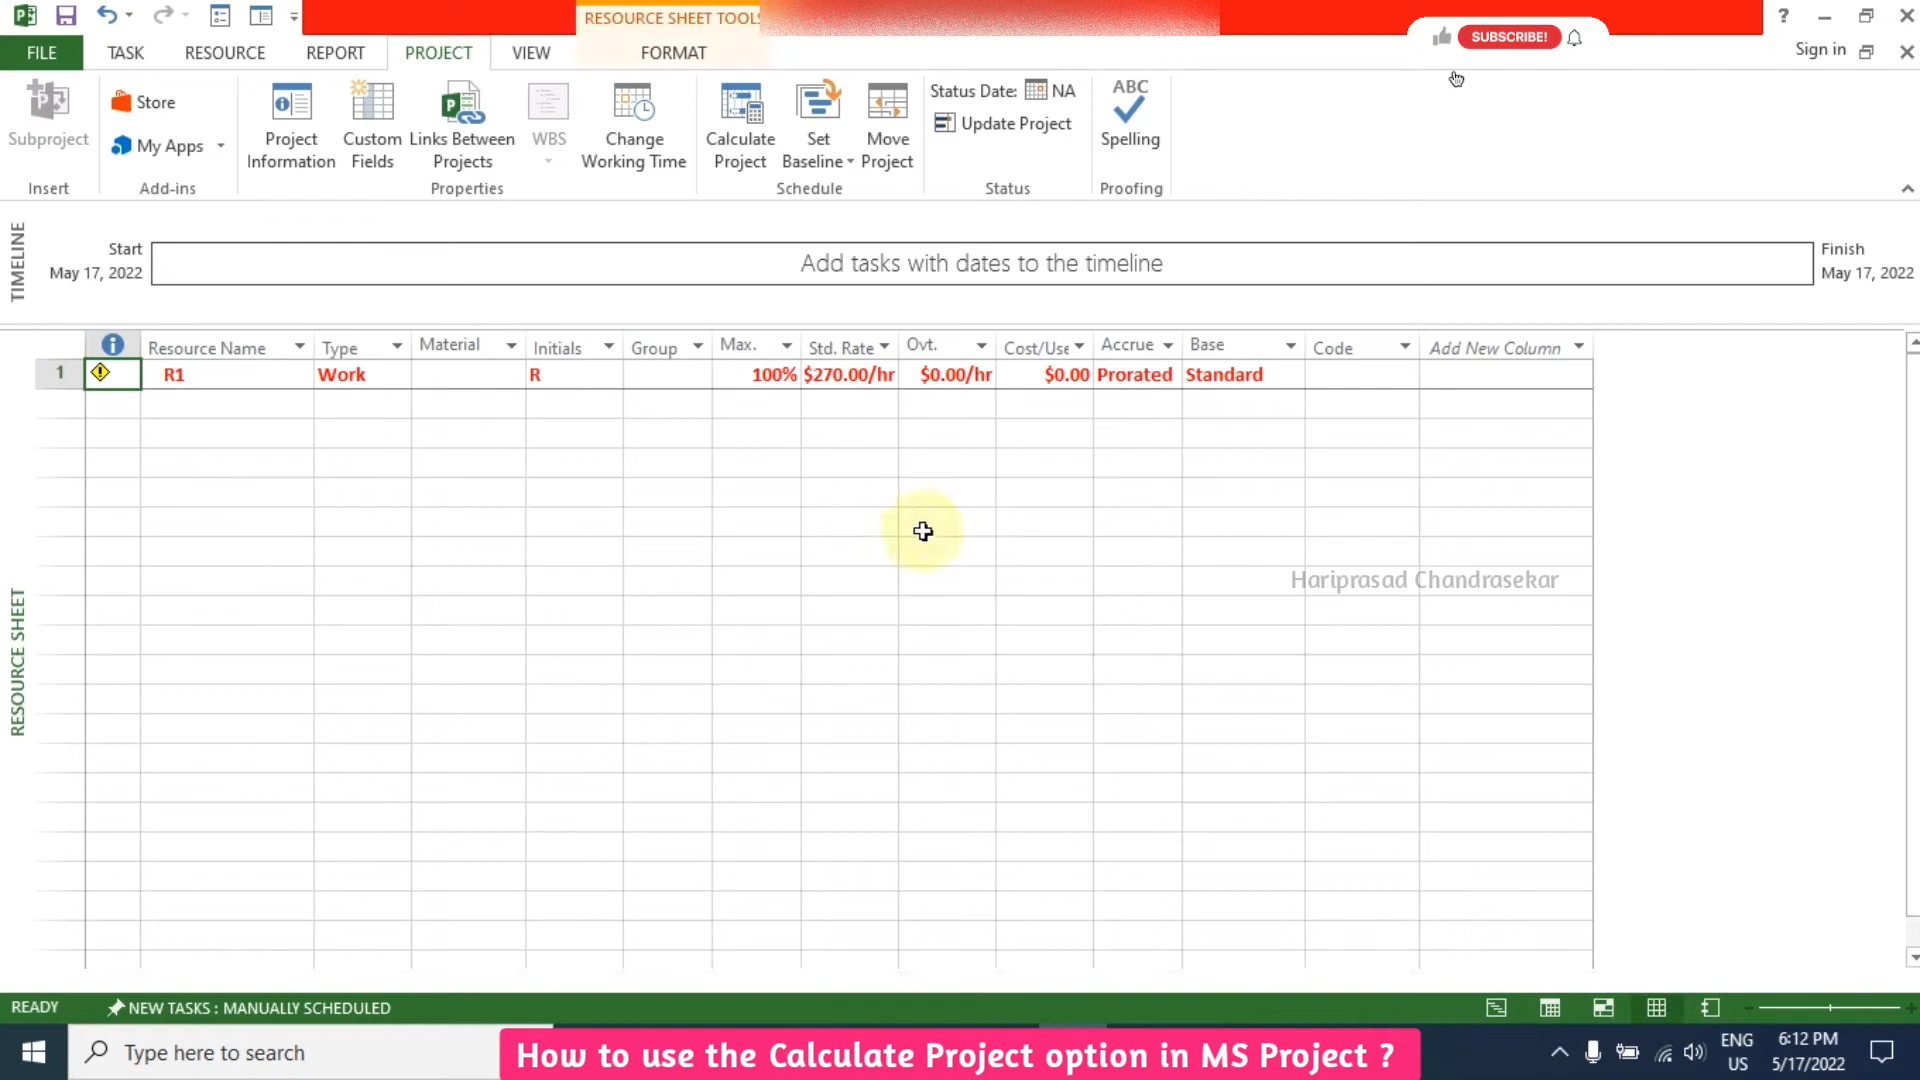 RESOURCE SHEET TOOLS
SUBSCRIBE!
FILE TASK RESOURCE REPORT PROJECT VIEW FORMAT Sign in
Subproject
Insert
Store
My Apps
Add-ins
Project Information
Custom Fields
Links Between Projects
WBS
Change Working Time
Properties
Calculate Project
Set Baseline
Move Project
Schedule
Status Date: NA
Update Project
Status
ABC
Spelling
Proofing
TIMELINE
Start
May 17, 2022
Add tasks with dates to the timeline
Finish
May 17, 2022
Resource Name Type Material Initials Group Max. Std. Rate Ovt. Cost/Use Accrue Base Code Add New Column
1 R1 Work R 100% $270.00/hr $0.00/hr $0.00 Prorated Standard
Hariprasad Chandrasekar
RESOURCE SHEET
READY NEW TASKS : MANUALLY SCHEDULED
Type here to search
How to use the Calculate Project option in MS Project ?
ENG
US
6:12 PM
5/17/2022